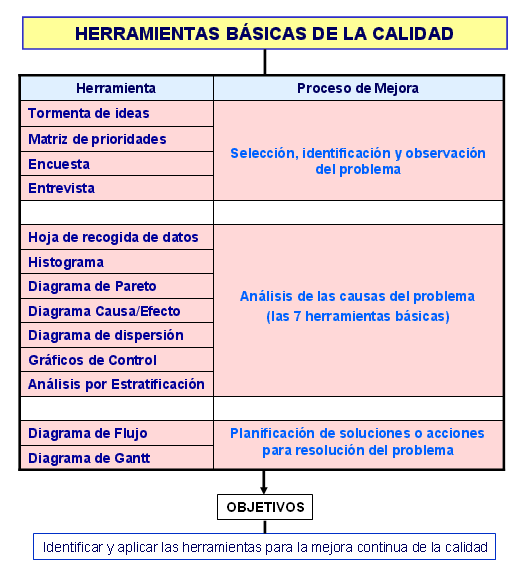 HERRAMIENTAS BÁSICAS DE LA CALIDAD
Herramienta
Proceso de Mejora
Tormenta de ideas
Matriz de prioridades
Encuesta
Entrevista
Selección, identificación y observación
del problema
Hoja de recogida de datos
Histograma
Diagrama de Pareto
Diagrama Causa/Efecto
Diagrama de dispersión
Gráficos de Control
Análisis por Estratificación
Análisis de las causas del problema
(las 7 herramientas básicas)
Diagrama de Flujo
Diagrama de Gantt
Planificación de soluciones o acciones
para resolución del problema
OBJETIVOS
Identificar y aplicar las herramientas para la mejora continua de la calidad